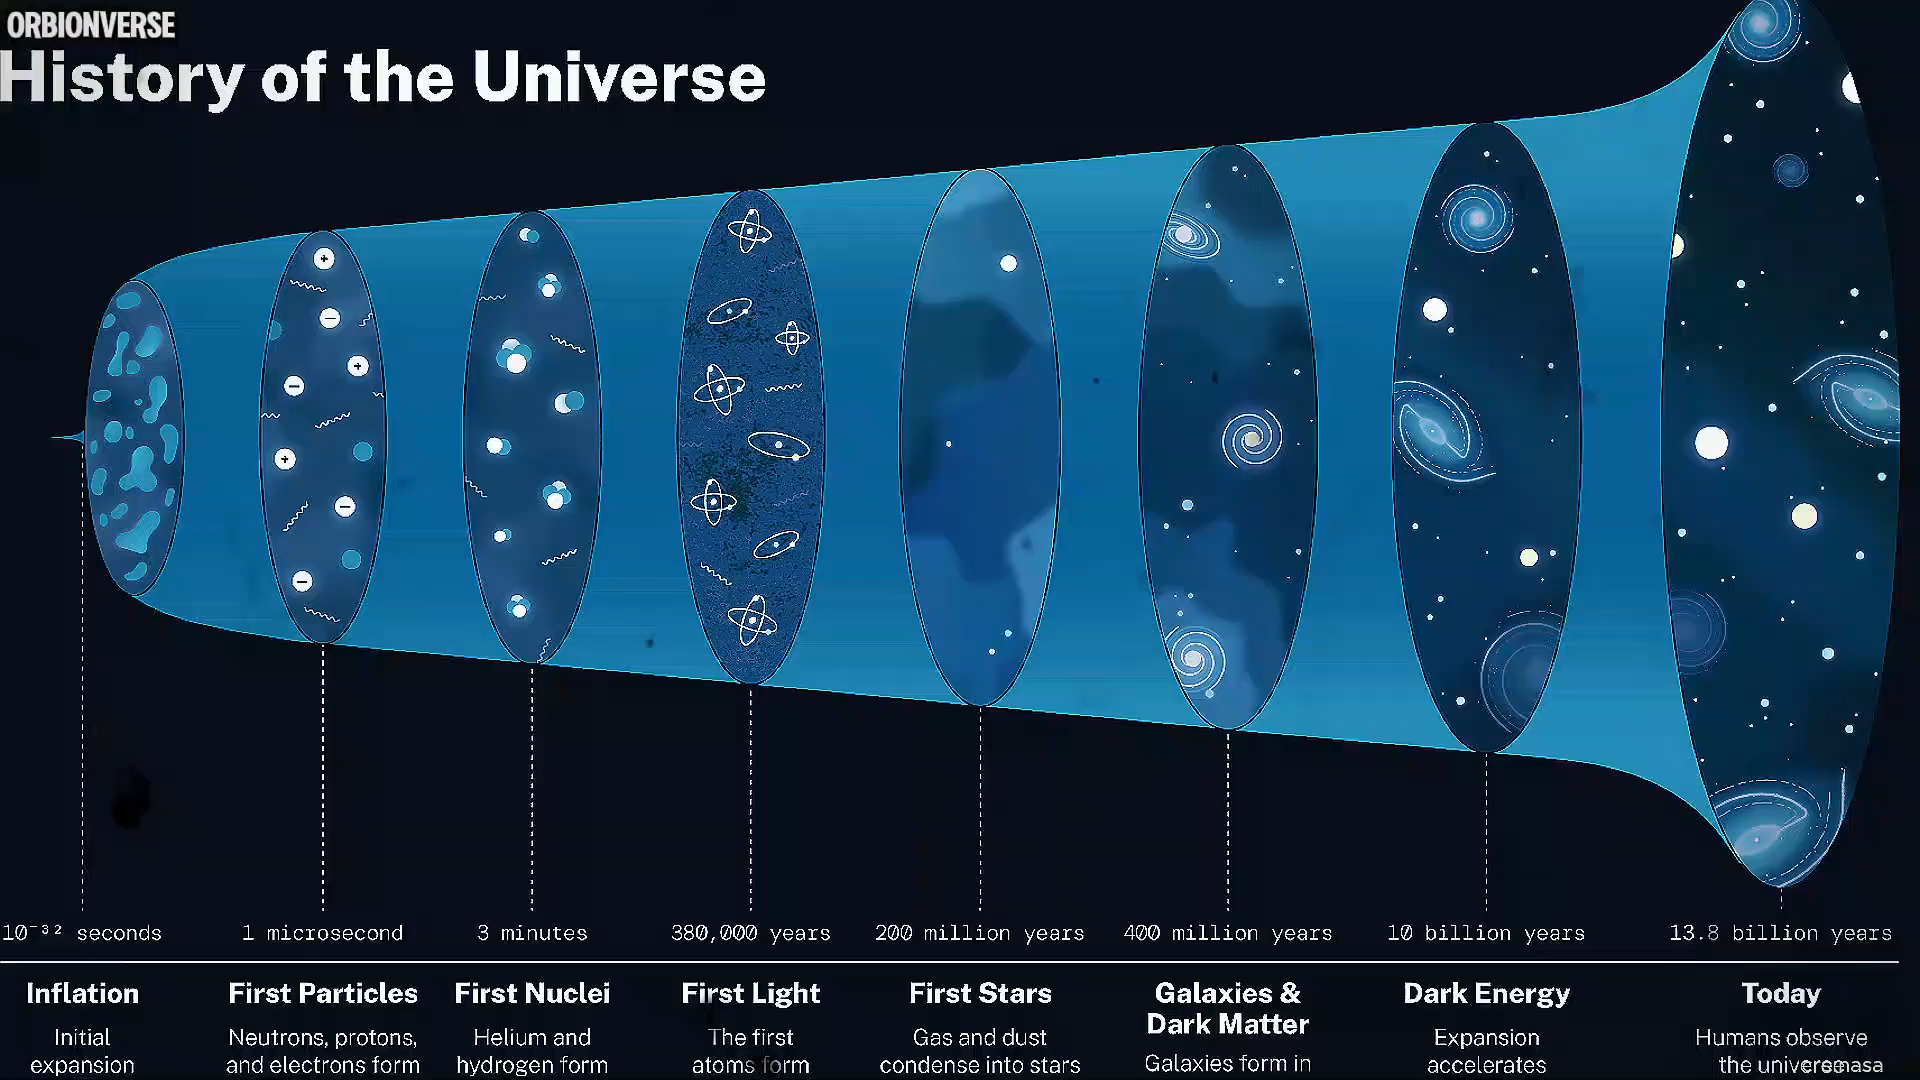 ORBIONVERSE
History of the Universe
10⁻³² seconds
1 microsecond
3 minutes
380,000 years
200 million years
400 million years
10 billion years
13.8 billion years
Inflation
Initial
expansion
First Particles
Neutrons, protons,
and electrons form
First Nuclei
Helium and
hydrogen form
First Light
The first
atoms form
First Stars
Gas and dust
condense into stars
Galaxies &
Dark Matter
Galaxies form in
Dark Energy
Expansion
accelerates
Today
Humans observe
the universe